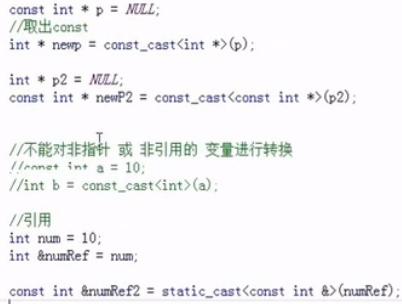 const int * p = NULL;
//取出const
int * newp = const_cast<int *>(p);
int * p2 = NULL;
const int * newP2 = const_cast<const int *>(p2);
//不能对非指针 或 非引用的 变量进行转换
//const int a = 10;
//int b = const_cast<int>(a);
//引用
int num = 10;
int &numRef = num;
const int &numRef2 = static_cast<const int &>(numRef);